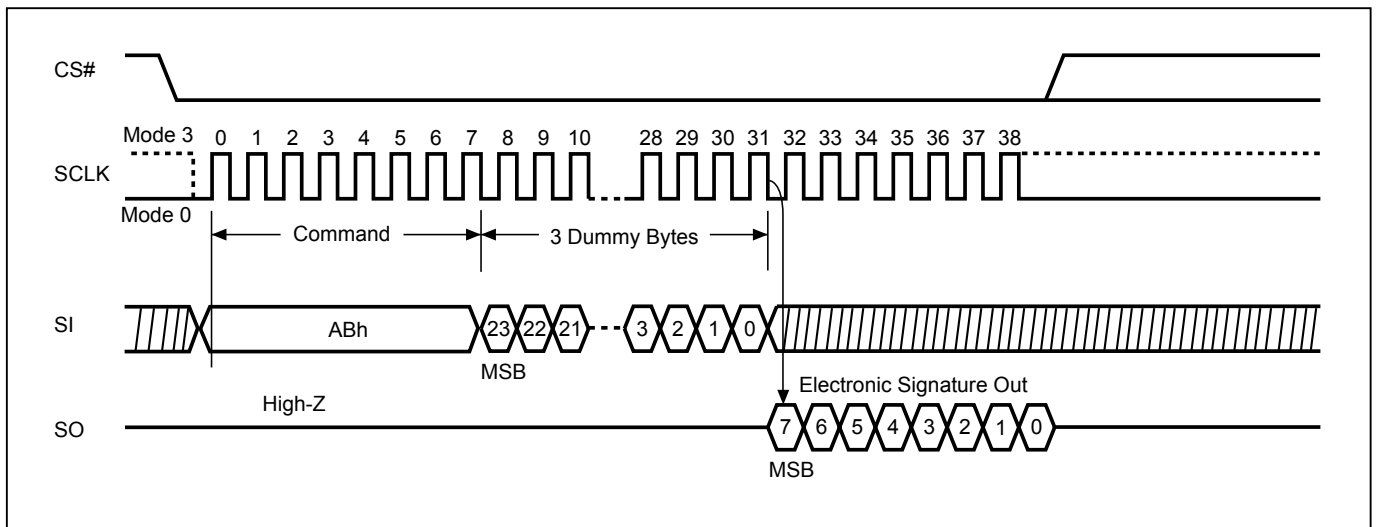 CS#
Mode 3 0 1 2 3 4 5 6 7 8 9 10 28 29 30 31 32 33 34 35 36 37 38
SCLK
Mode 0
Command 3 Dummy Bytes
SI ABh 23 22 21 3 2 1 0
MSB
Electronic Signature Out
High-Z
SO 7 6 5 4 3 2 1 0
MSB